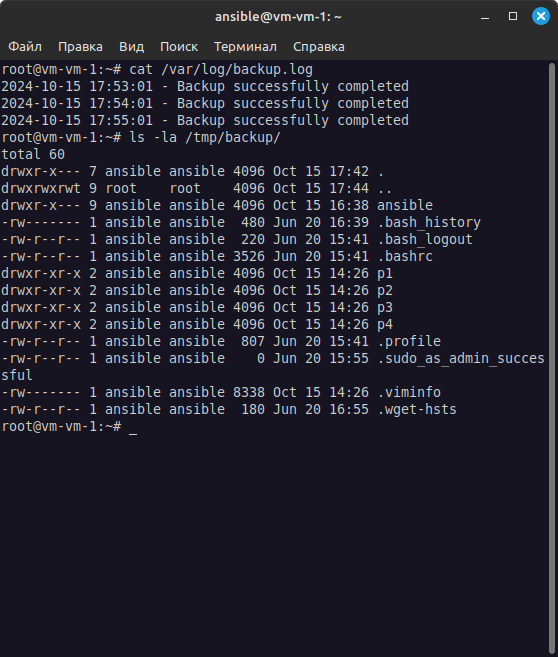 ansible@vm-vm-1: ~
Файл Правка Вид Поиск Терминал Справка
root@vm-vm-1:~# cat /var/log/backup.log
2024-10-15 17:53:01 - Backup successfully completed
2024-10-15 17:54:01 - Backup successfully completed
2024-10-15 17:55:01 - Backup successfully completed
root@vm-vm-1:~# ls -la /tmp/backup/
total 60
drwxr-x--- 7 ansible ansible 4096 Oct 15 17:42 .
drwxrwxrwt 9 root    root    4096 Oct 15 17:44 ..
drwxr-x--- 9 ansible ansible 4096 Oct 15 16:38 ansible
-rw------- 1 ansible ansible  480 Jun 20 16:39 .bash_history
-rw-r--r-- 1 ansible ansible  220 Jun 20 15:41 .bash_logout
-rw-r--r-- 1 ansible ansible 3526 Jun 20 15:41 .bashrc
drwxr-xr-x 2 ansible ansible 4096 Oct 15 14:26 p1
drwxr-xr-x 2 ansible ansible 4096 Oct 15 14:26 p2
drwxr-xr-x 2 ansible ansible 4096 Oct 15 14:26 p3
drwxr-xr-x 2 ansible ansible 4096 Oct 15 14:26 p4
-rw-r--r-- 1 ansible ansible  807 Jun 20 15:41 .profile
-rw-r--r-- 1 ansible ansible    0 Jun 20 15:55 .sudo_as_admin_succes
sful
-rw------- 1 ansible ansible 8338 Oct 15 14:26 .viminfo
-rw-r--r-- 1 ansible ansible  180 Jun 20 16:55 .wget-hsts
root@vm-vm-1:~# _